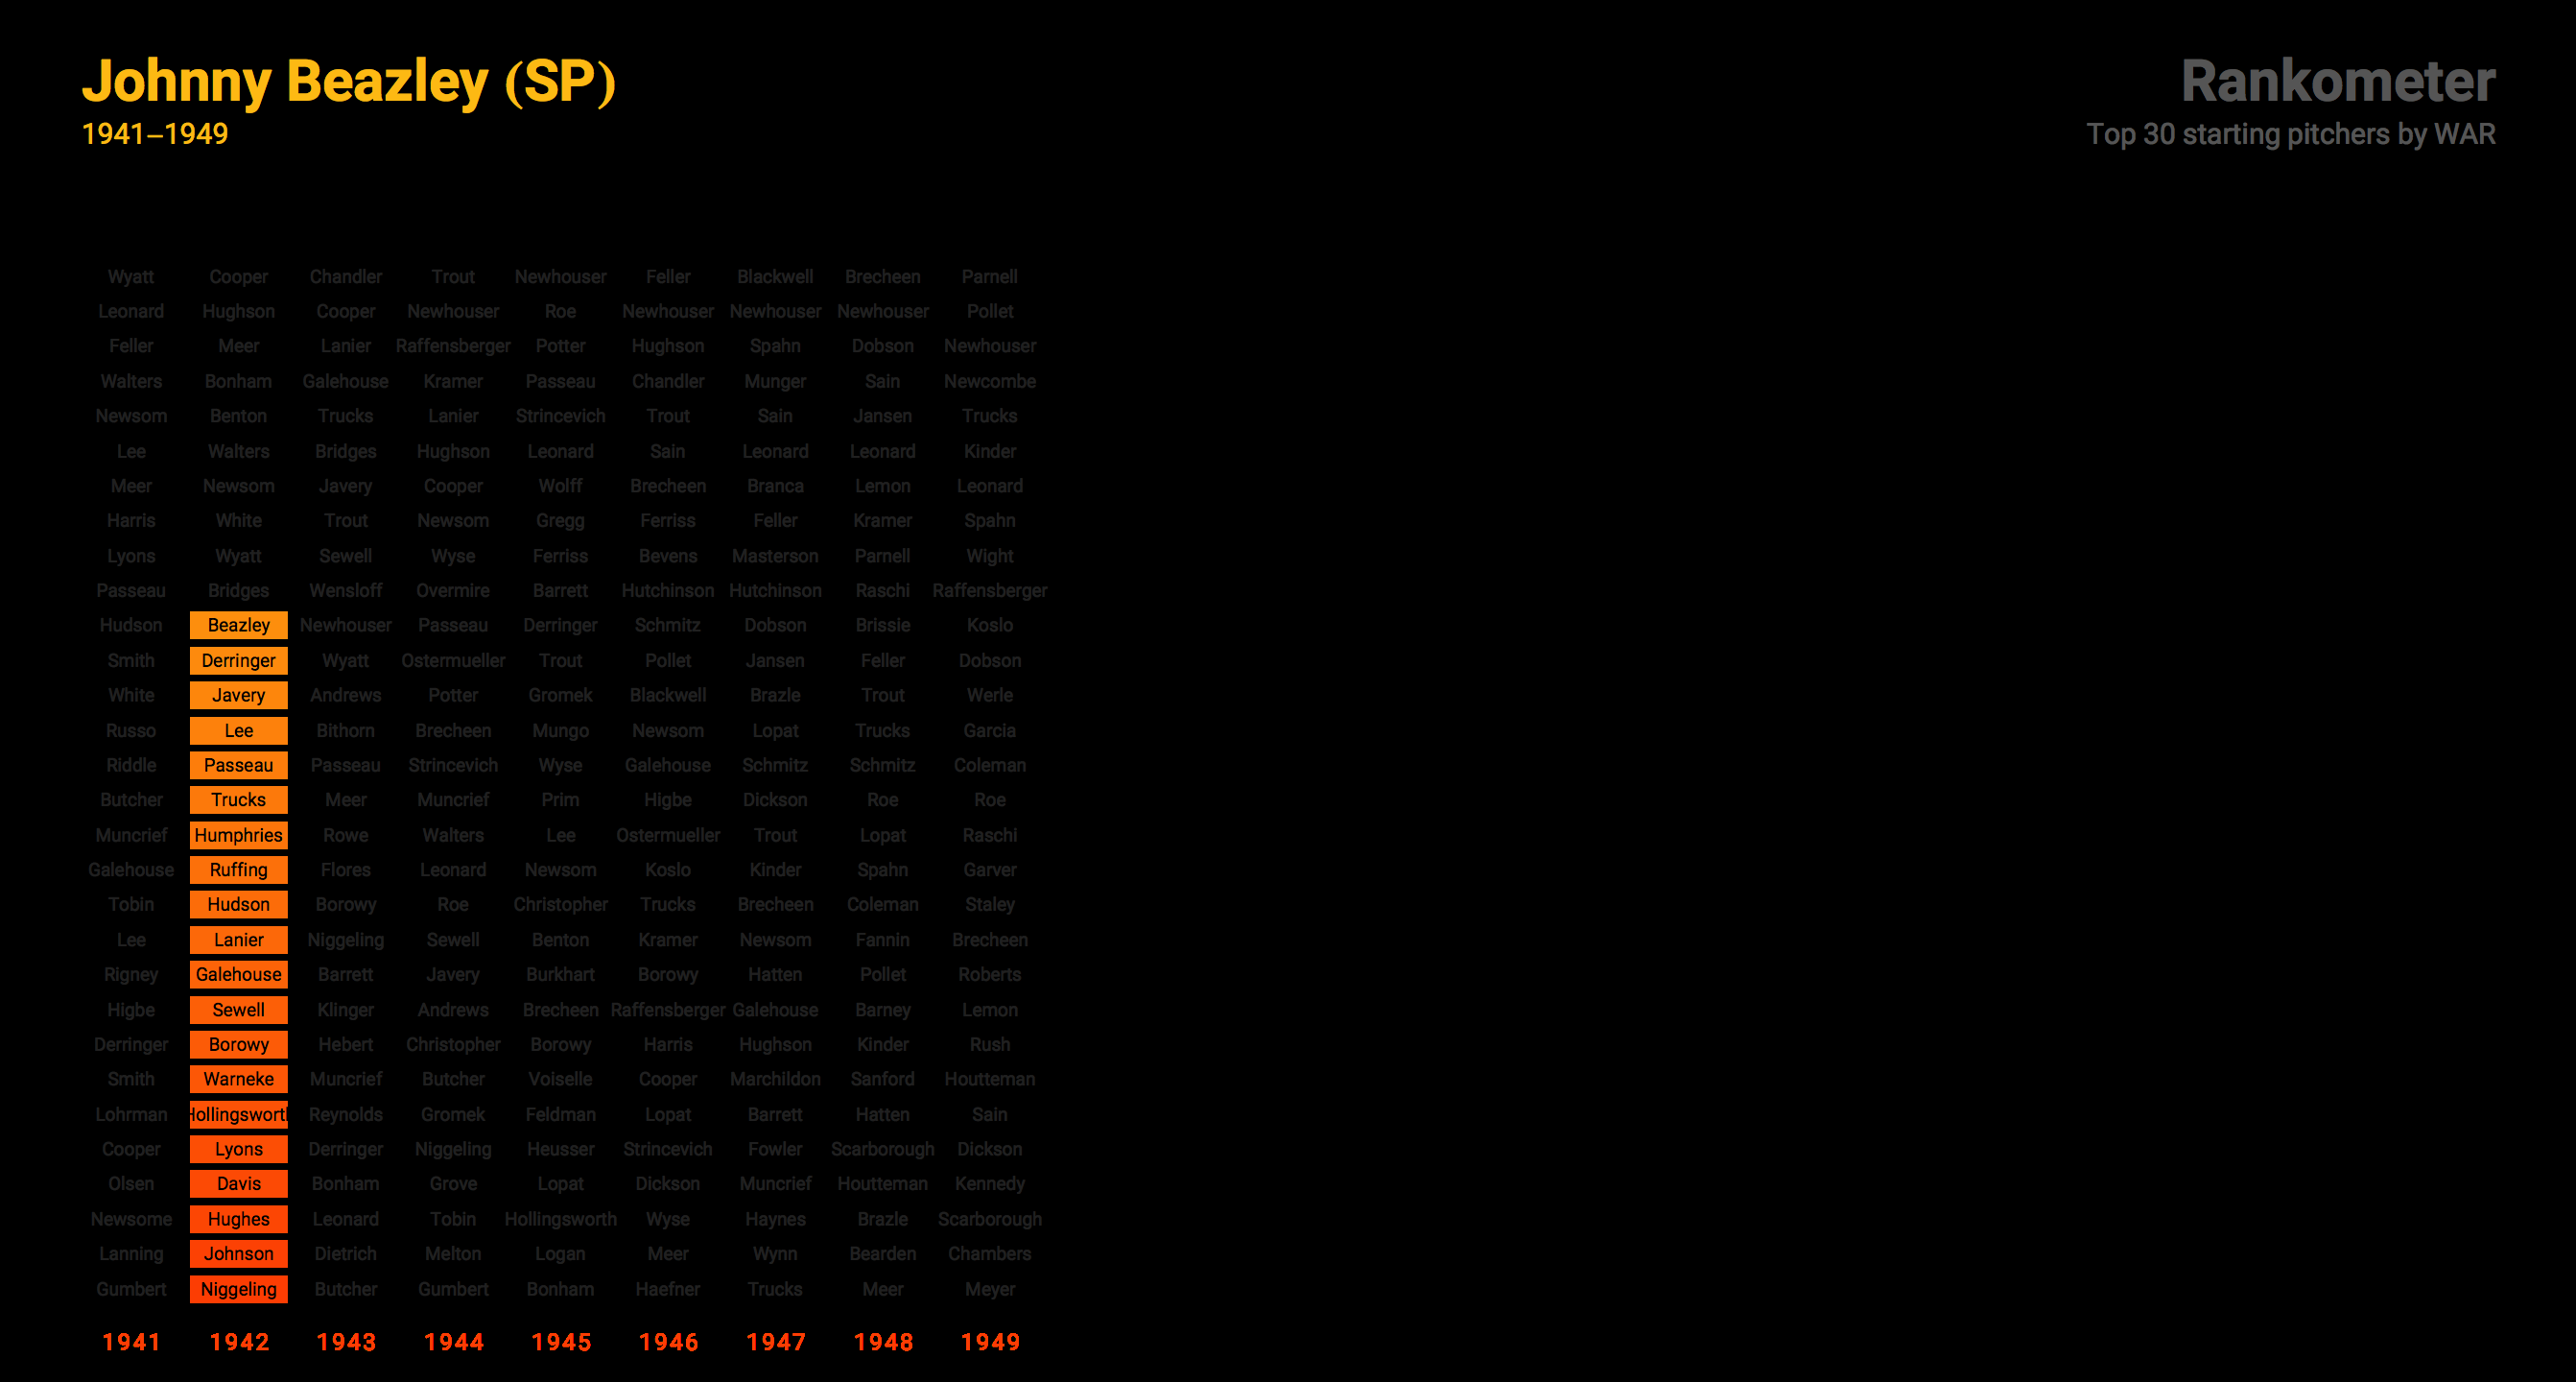 Johnny Beazley (SP)
1941–1949
Rankometer
Top 30 starting pitchers by WAR
Wyatt Cooper Chandler Trout Newhouser Feller Blackwell Brecheen Parnell
Leonard Hughson Cooper Newhouser Roe Newhouser Newhouser Newhouser Pollet
Feller Meer Lanier Raffensberger Potter Hughson Spahn Dobson Newhouser
Walters Bonham Galehouse Kramer Passeau Chandler Munger Sain Newcombe
Newsom Benton Trucks Lanier Strincevich Trout Sain Jansen Trucks
Lee Walters Bridges Hughson Leonard Sain Leonard Leonard Kinder
Meer Newsom Javery Cooper Wolff Brecheen Branca Lemon Leonard
Harris White Trout Newsom Gregg Ferriss Feller Kramer Spahn
Lyons Wyatt Sewell Wyse Ferriss Bevens Masterson Parnell Wight
Passeau Bridges Wensloff Overmire Barrett Hutchinson Hutchinson Raschi Raffensberger
Hudson Beazley Newhouser Passeau Derringer Schmitz Dobson Brissie Koslo
Smith Derringer Wyatt Ostermueller Trout Pollet Jansen Feller Dobson
White Javery Andrews Potter Gromek Blackwell Brazle Trout Werle
Russo Lee Bithorn Brecheen Mungo Newsom Lopat Trucks Garcia
Riddle Passeau Passeau Strincevich Wyse Galehouse Schmitz Schmitz Coleman
Butcher Trucks Meer Muncrief Prim Higbe Dickson Roe Roe
Muncrief Humphries Rowe Walters Lee Ostermueller Trout Lopat Raschi
Galehouse Ruffing Flores Leonard Newsom Koslo Kinder Spahn Garver
Tobin Hudson Borowy Roe Christopher Trucks Brecheen Coleman Staley
Lee Lanier Niggeling Sewell Benton Kramer Newsom Fannin Brecheen
Rigney Galehouse Barrett Javery Burkhart Borowy Hatten Pollet Roberts
Higbe Sewell Klinger Andrews Brecheen Raffensberger Galehouse Barney Lemon
Derringer Borowy Hebert Christopher Borowy Harris Hughson Kinder Rush
Smith Warneke Muncrief Butcher Voiselle Cooper Marchildon Sanford Houtteman
Lohrman Hollingsworth Reynolds Gromek Feldman Lopat Barrett Hatten Sain
Cooper Lyons Derringer Niggeling Heusser Strincevich Fowler Scarborough Dickson
Olsen Davis Bonham Grove Lopat Dickson Muncrief Houtteman Kennedy
Newsome Hughes Leonard Tobin Hollingsworth Wyse Haynes Brazle Scarborough
Lanning Johnson Dietrich Melton Logan Meer Wynn Bearden Chambers
Gumbert Niggeling Butcher Gumbert Bonham Haefner Trucks Meer Meyer
1941 1942 1943 1944 1945 1946 1947 1948 1949